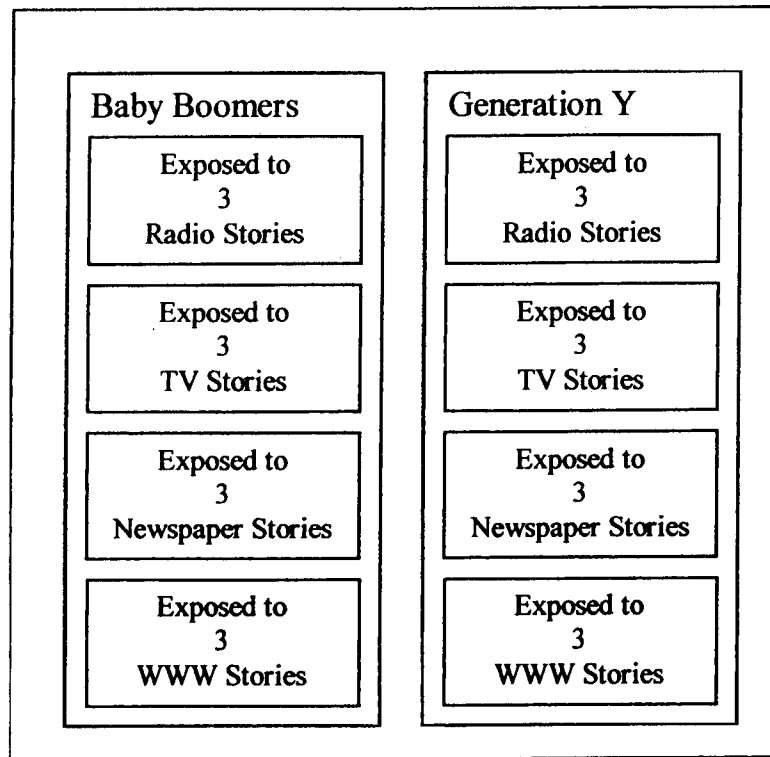 Baby Boomers
Exposed to
3
Radio Stories
Exposed to
3
TV Stories
Exposed to
3
Newspaper Stories
Exposed to
3
WWW Stories
Generation Y
Exposed to
3
Radio Stories
Exposed to
3
TV Stories
Exposed to
3
Newspaper Stories
Exposed to
3
WWW Stories